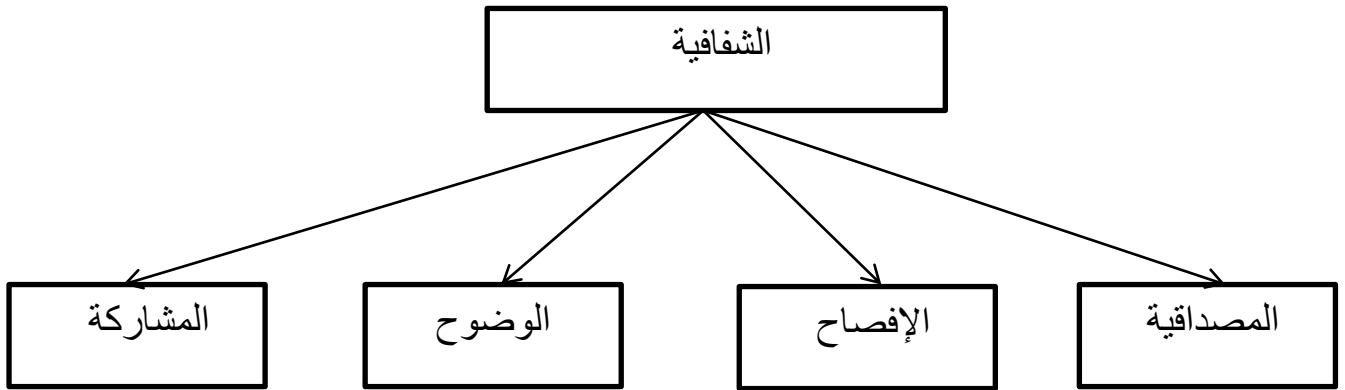 الشفافية
المصداقية
الإفصاح
الوضوح
المشاركة